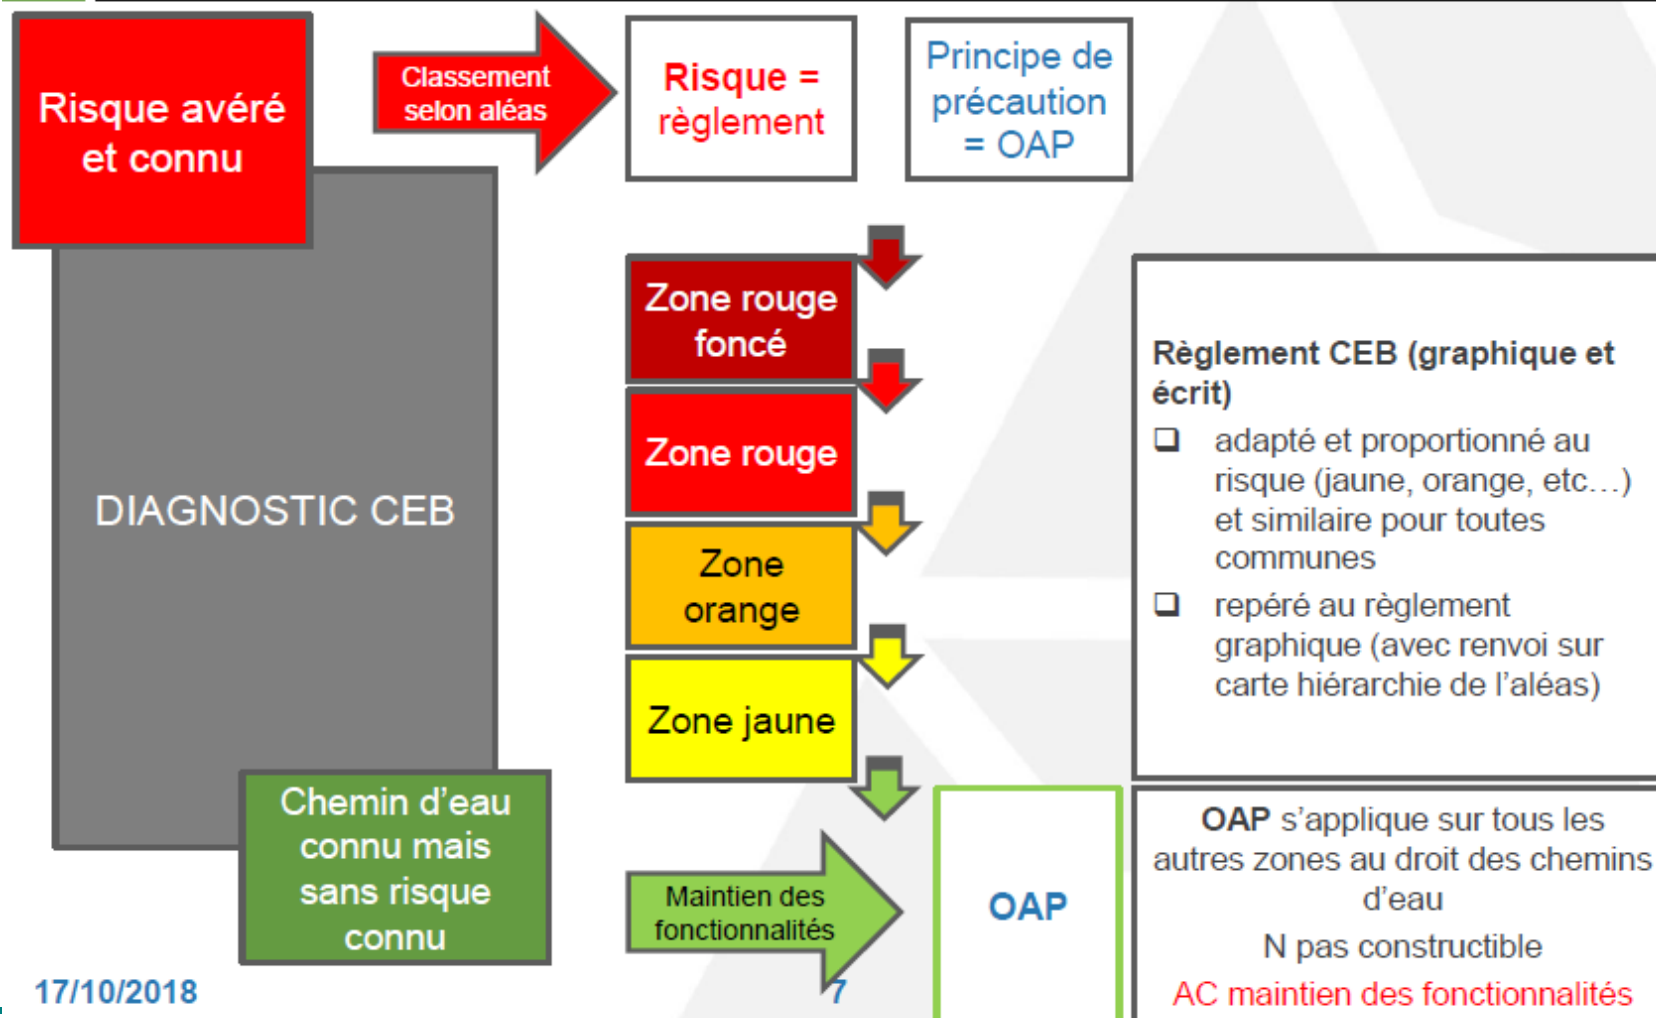 Risque avéré
et connu
Classement
selon aléas
Risque =
règlement
Principe de
précaution
= OAP
DIAGNOSTIC CEB
Zone rouge
foncé
Zone rouge
Zone
orange
Zone jaune
Règlement CEB (graphique et
écrit)
adapté et proportionné au
risque (jaune, orange, etc…)
et similaire pour toutes
communes
repéré au règlement
graphique (avec renvoi sur
carte hiérarchie de l'aléas)
Chemin d'eau
connu mais
sans risque
connu
Maintien des
fonctionnalités
OAP
OAP s'applique sur tous les
autres zones au droit des chemins
d'eau
N pas constructible
AC maintien des fonctionnalités
17/10/2018
7